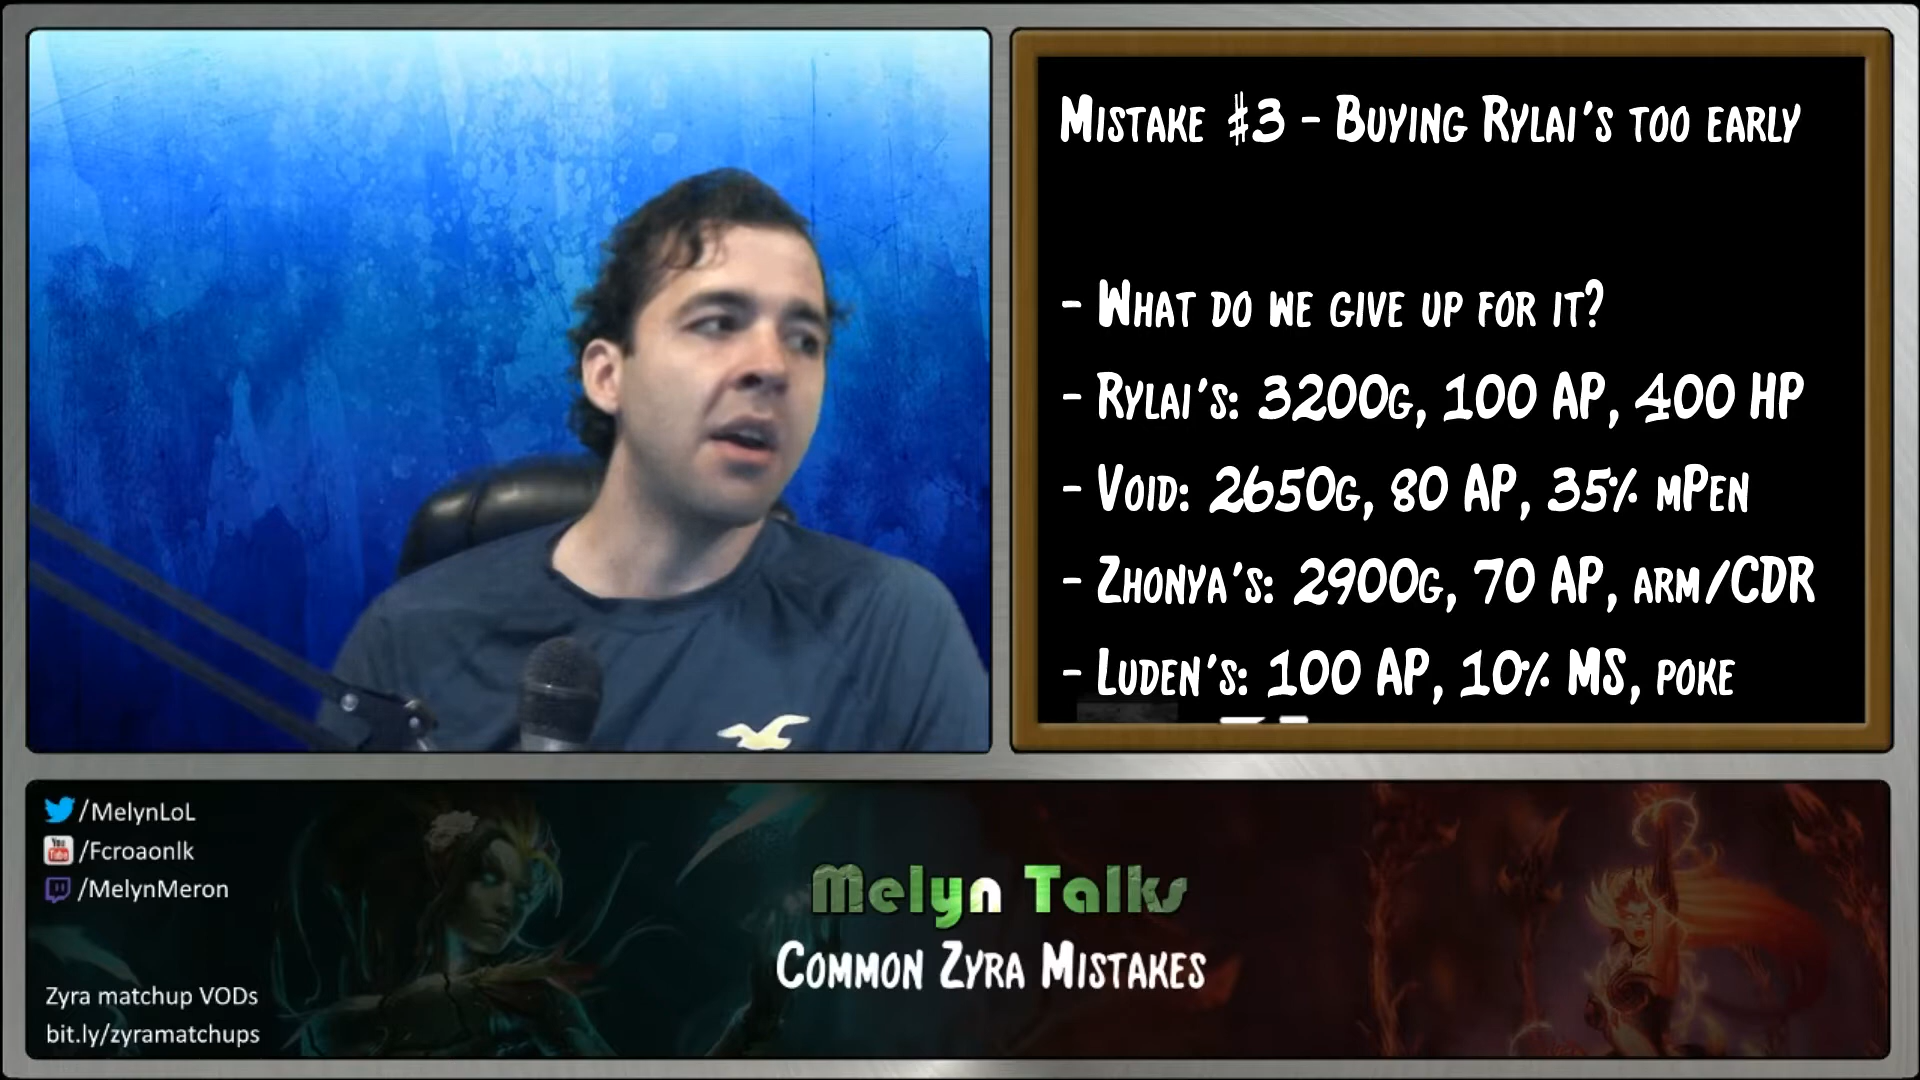 Mistake #3 - Buying Rylai's too early
- What do we give up for it?
- Rylai's: 3200g, 100 AP, 400 HP
- Void: 2650g, 80 AP, 35% mPen
- Zhonya's: 2900g, 70 AP, arm/CDR
- Luden's: 100 AP, 10% MS, poke
/MelynLoL
You Tube /Fcroaonlk
/MelynMeron
Melyn Talks
Common Zyra Mistakes
Zyra matchup VODs
bit.ly/zyramatchups